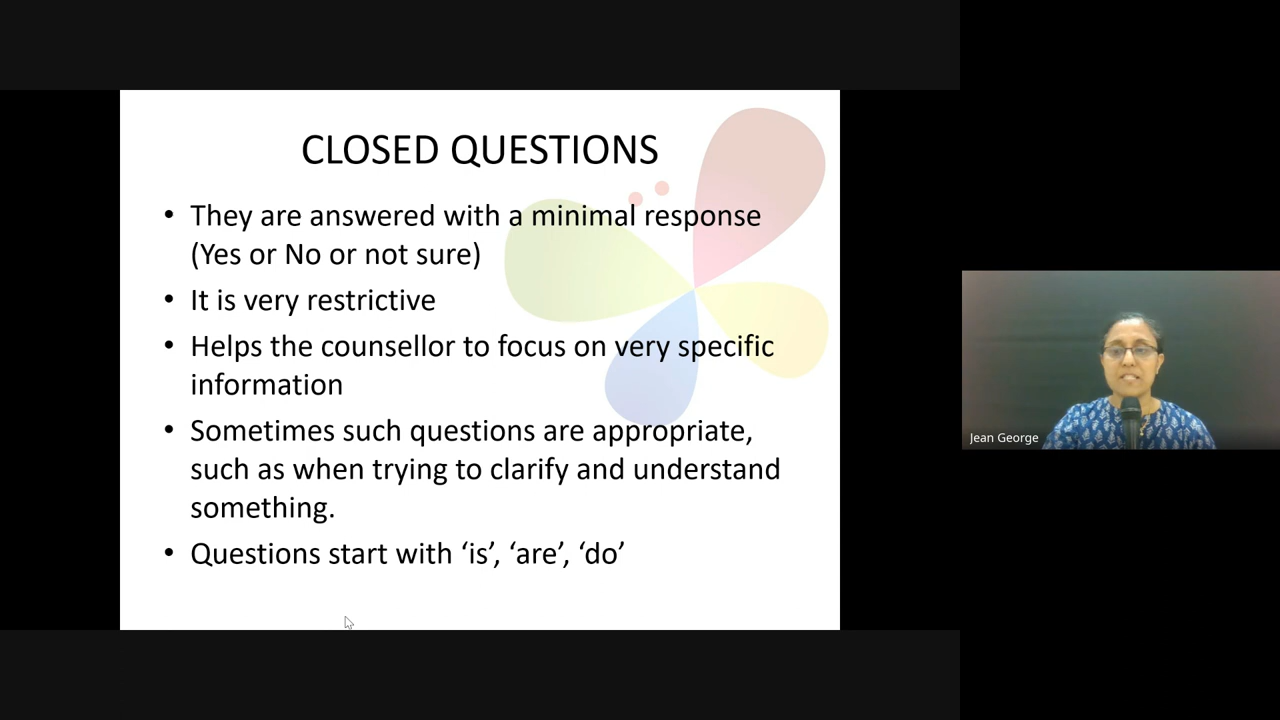 CLOSED QUESTIONS
• They are answered with a minimal response
(Yes or No or not sure)
• It is very restrictive
• Helps the counsellor to focus on very specific
information
• Sometimes such questions are appropriate,
such as when trying to clarify and understand
something.
• Questions start with ‘is’, ‘are’, ‘do’
Jean George